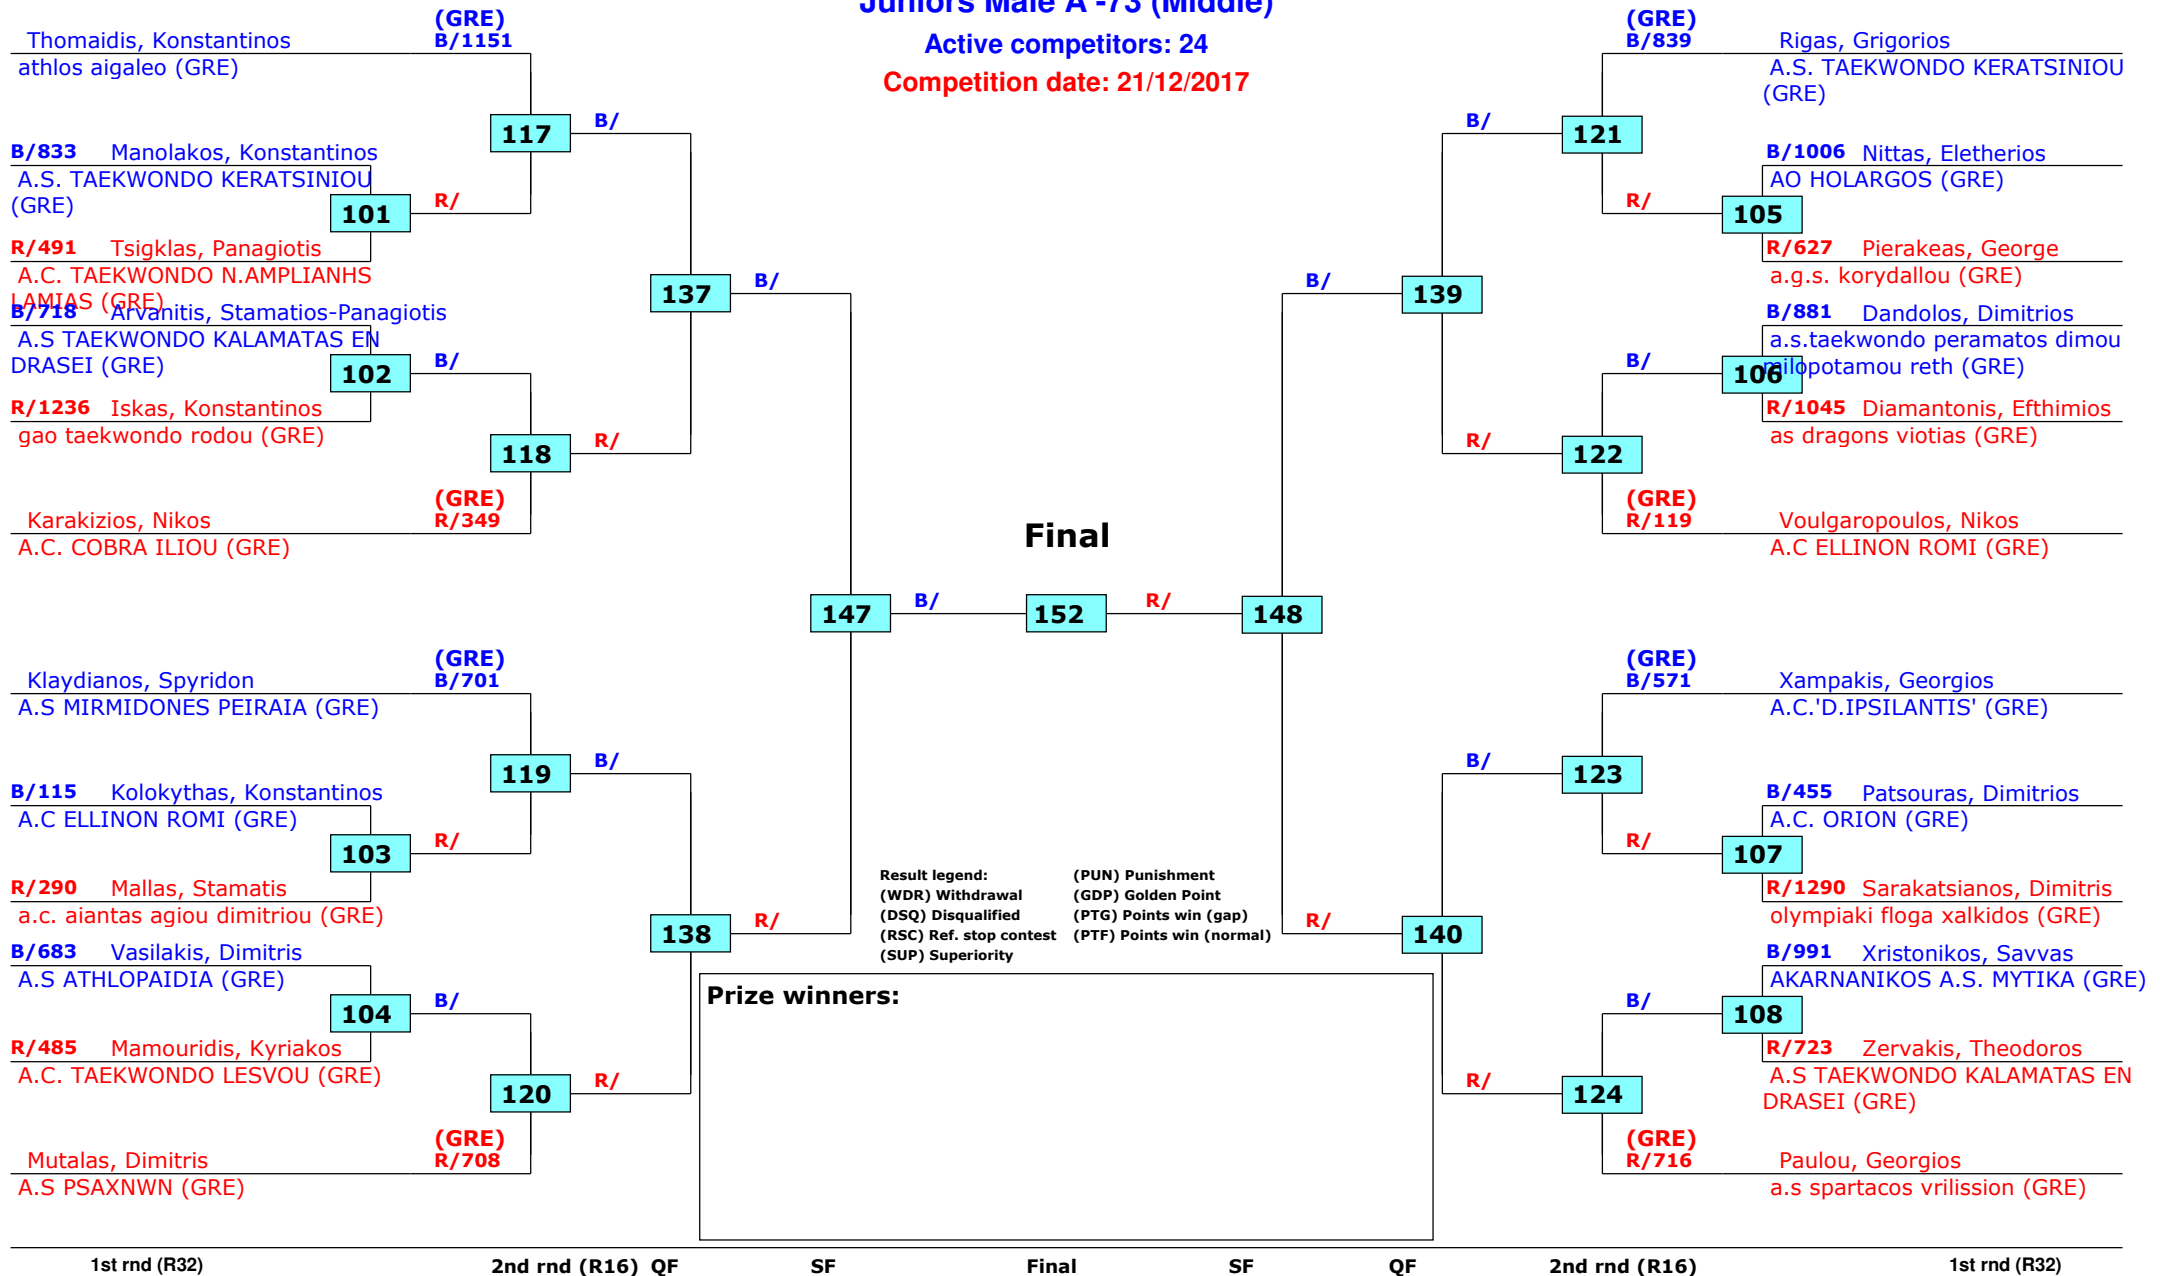 Juniors Male A -73 (Middle)
Active competitors: 24
Competition date: 21/12/2017
(GRE)
Thomaidis, Konstantinos B/1151
athlos aigaleo (GRE)
117
B/
B/833 Manolakos, Konstantinos
A.S. TAEKWONDO KERATSINIOU
(GRE)
101
R/
R/491 Tsigklas, Panagiotis
A.C. TAEKWONDO N.AMPLIANHS
LAMIAS (GRE)
137
B/
B/718 Arvanitis, Stamatios-Panagiotis
A.S TAEKWONDO KALAMATAS EN
DRASEI (GRE)
102
B/
R/1236 Iskas, Konstantinos
gao taekwondo rodou (GRE)
118
R/
(GRE)
Karakizios, Nikos R/349
A.C. COBRA ILIOU (GRE)
147
B/
(GRE)
Klaydianos, Spyridon B/701
A.S MIRMIDONES PEIRAIA (GRE)
119
B/
B/115 Kolokythas, Konstantinos
A.C ELLINON ROMI (GRE)
103
R/
R/290 Mallas, Stamatis
a.c. aiantas agiou dimitriou (GRE)
138
R/
B/683 Vasilakis, Dimitris
A.S ATHLOPAIDIA (GRE)
104
B/
R/485 Mamouridis, Kyriakos
A.C. TAEKWONDO LESVOU (GRE)
120
R/
(GRE)
Mutalas, Dimitris R/708
A.S PSAXNWN (GRE)
Final
152
R/
148
(GRE)
B/839 Rigas, Grigorios
A.S. TAEKWONDO KERATSINIOU
(GRE)
B/
121
B/1006 Nittas, Eletherios
AO HOLARGOS (GRE)
R/
105
R/627 Pierakeas, George
a.g.s. korydallou (GRE)
B/
139
B/881 Dandolos, Dimitrios
a.s.taekwondo peramatos dimou
milopotamou reth (GRE)
B/
106
R/1045 Diamantonis, Efthimios
as dragons viotias (GRE)
R/
122
(GRE)
R/119 Voulgaropoulos, Nikos
A.C ELLINON ROMI (GRE)
(GRE)
B/571 Xampakis, Georgios
A.C.'D.IPSILANTIS' (GRE)
B/
123
B/455 Patsouras, Dimitrios
A.C. ORION (GRE)
R/
107
R/1290 Sarakatsianos, Dimitris
olympiaki floga xalkidos (GRE)
R/
140
B/991 Xristonikos, Savvas
AKARNANIKOS A.S. MYTIKA (GRE)
B/
108
R/723 Zervakis, Theodoros
A.S TAEKWONDO KALAMATAS EN
DRASEI (GRE)
R/
124
(GRE)
R/716 Paulou, Georgios
a.s spartacos vrilission (GRE)
Result legend: (PUN) Punishment
(WDR) Withdrawal (GDP) Golden Point
(DSQ) Disqualified (PTG) Points win (gap)
(RSC) Ref. stop contest (PTF) Points win (normal)
(SUP) Superiority
Prize winners:
1st rnd (R32) 2nd rnd (R16) QF SF Final SF QF 2nd rnd (R16) 1st rnd (R32)